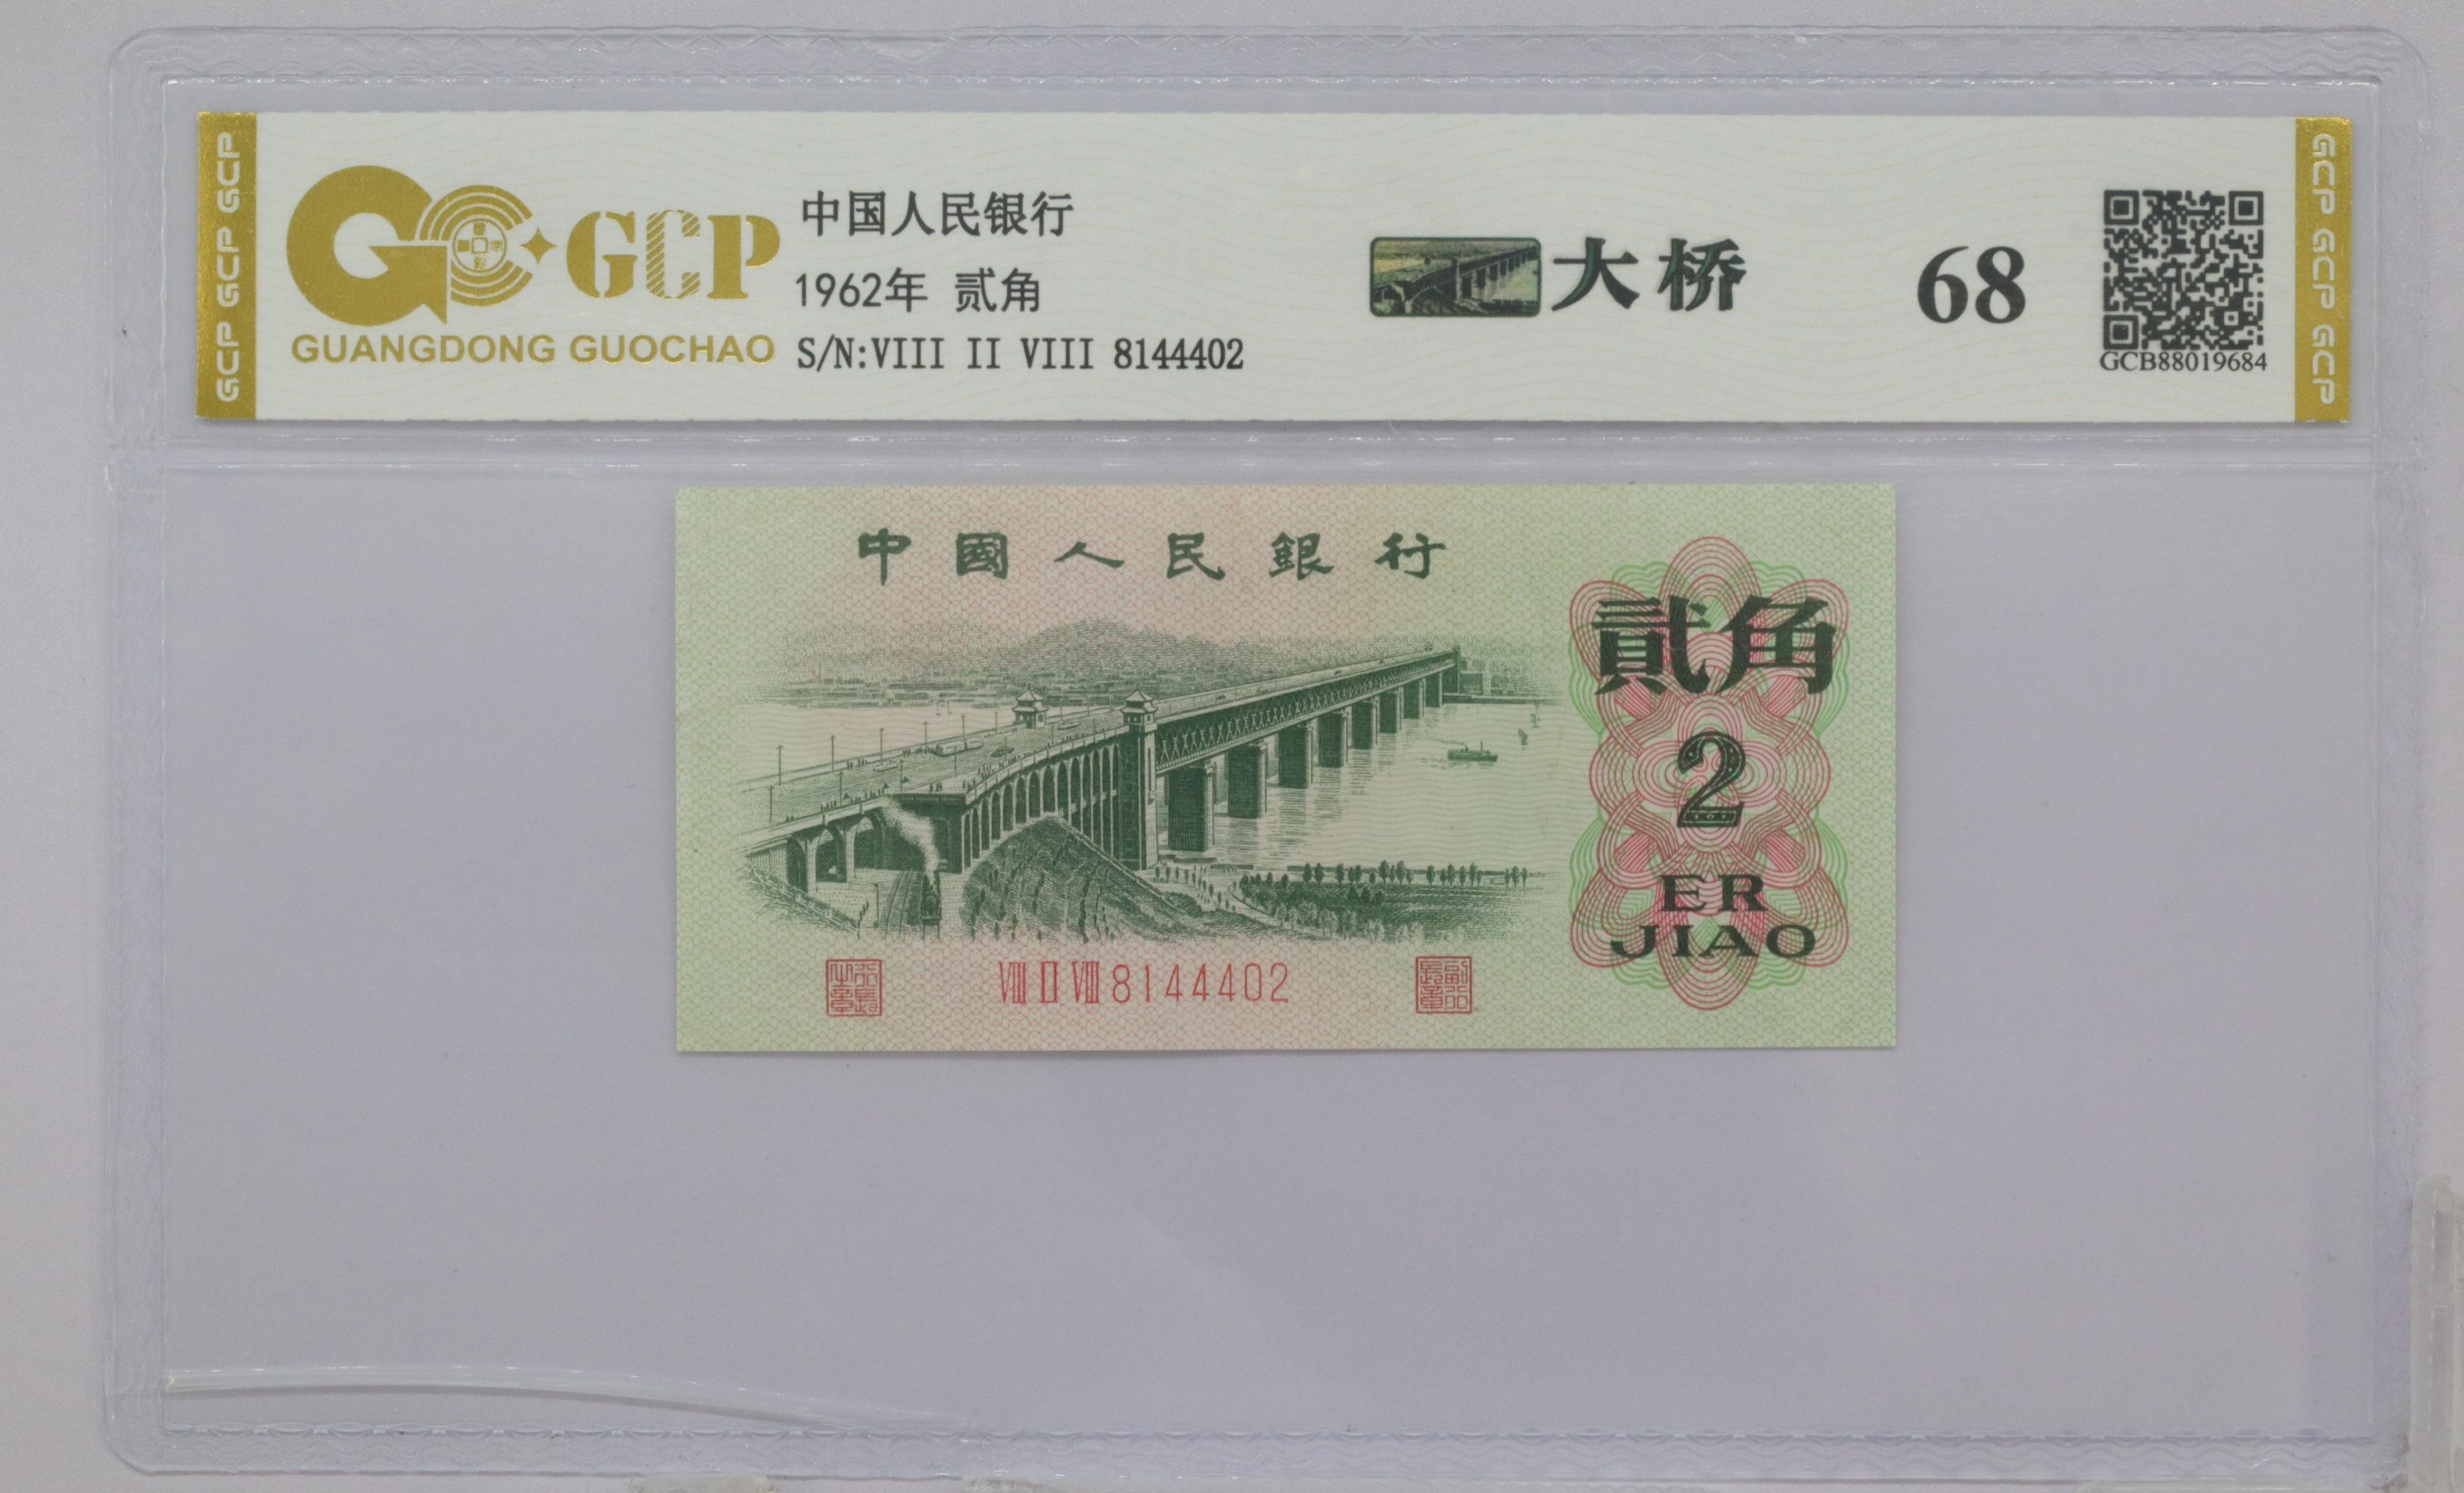 GCP GCP GCP
GCP
GUANGDONG GUOCHAO
中国人民银行
1962年 贰角
S/N:VIII II VIII 8144402
大桥
68
GCB88019684
GCP GCP GCP
中國人民銀行
貳角
2
ER
JIAO
VIII II VIII 8144402